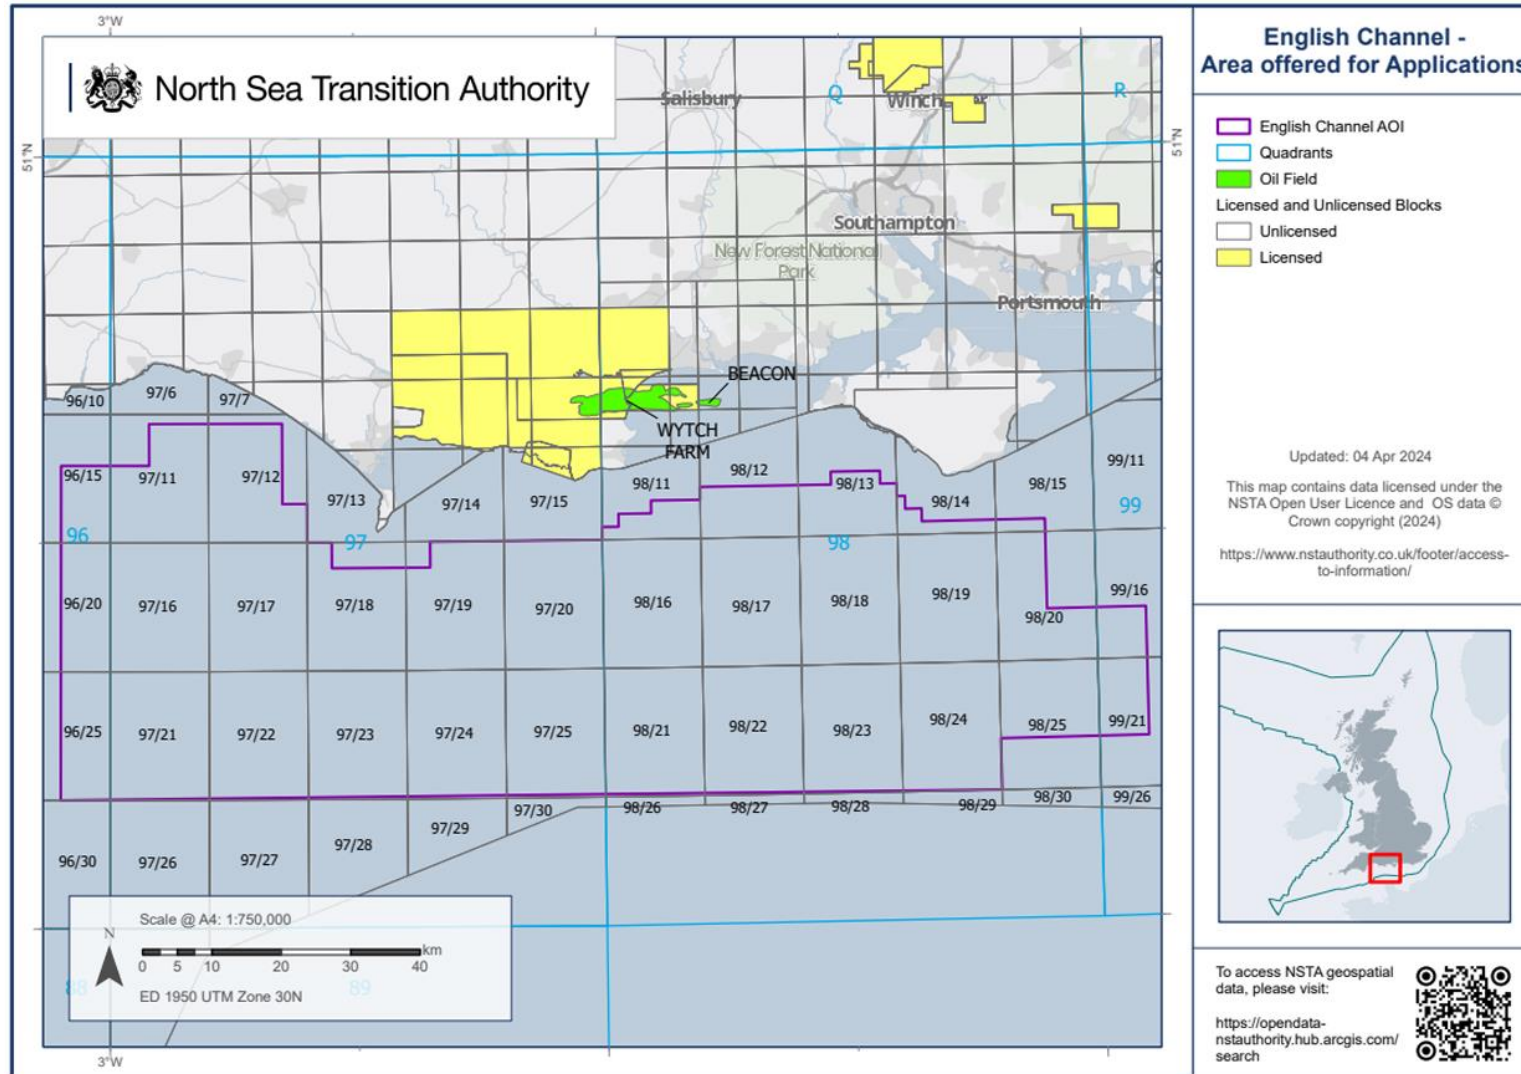 3°W
North Sea Transition Authority
51°N
51°N
Salisbury
Q
R
Southampton
New Forest National
Park
Portsmouth
BEACON
WYTCH
FARM
96/10
97/6
97/7
96/15
97/11
97/12
97/13
97/14
97/15
98/11
98/12
98/13
98/14
98/15
99/11
96
97
98
99
96/20
97/16
97/17
97/18
97/19
97/20
98/16
98/17
98/18
98/19
98/20
99/16
96/25
97/21
97/22
97/23
97/24
97/25
98/21
98/22
98/23
98/24
98/25
99/21
96/30
97/26
97/27
97/28
97/29
97/30
98/26
98/27
98/28
98/29
98/30
99/26
Scale @ A4: 1:750,000
N
km
0 5 10 20 30 40
ED 1950 UTM Zone 30N
88
89
3°W
English Channel -
Area offered for Applications
English Channel AOI
Quadrants
Oil Field
Licensed and Unlicensed Blocks
Unlicensed
Licensed
Updated: 04 Apr 2024
This map contains data licensed under the
NSTA Open User Licence and OS data ©
Crown copyright (2024)
https://www.nstauthority.co.uk/footer/access-
to-information/
To access NSTA geospatial
data, please visit:
https://opendata-
nstauthority.hub.arcgis.com/
search